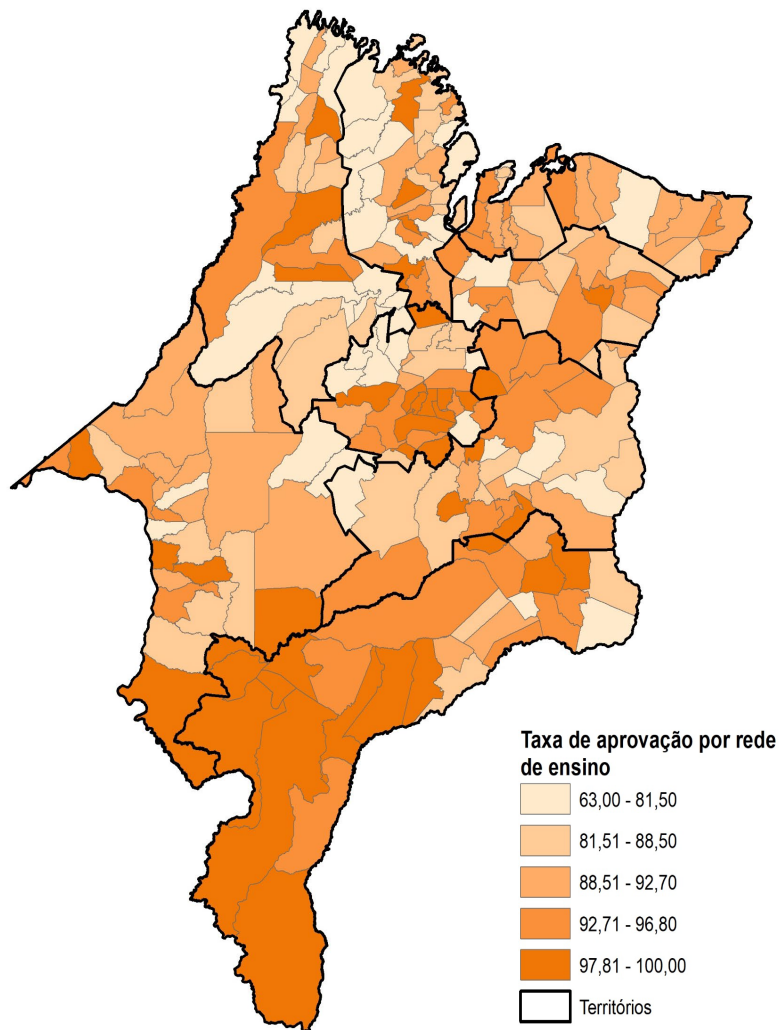 Taxa de aprovação por rede
de ensino
63,00 - 81,50
81,51 - 88,50
88,51 - 92,70
92,71 - 96,80
97,81 - 100,00
Territórios